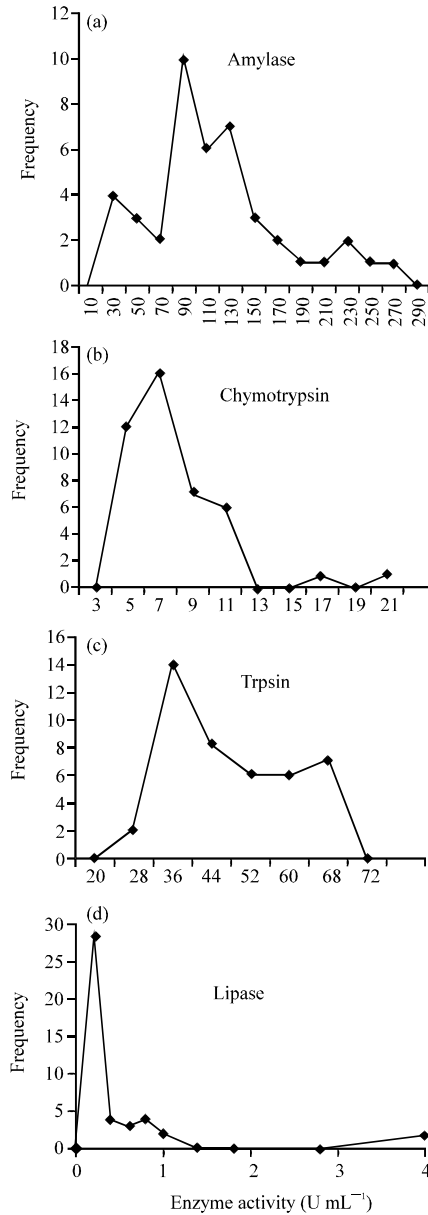 (a)
Amylase
Frequency
12
10
8
6
4
2
0
10 30 50 70 90 110 130 150 170 190 210 230 250 270 290
(b)
Chymotrypsin
Frequency
18
16
14
12
10
8
6
4
2
0
3 5 7 9 11 13 15 17 19 21
(c)
Trpsin
Frequency
16
14
12
10
8
6
4
2
0
20 28 36 44 52 60 68 72
(d)
Lipase
Frequency
30
25
20
15
10
5
0
0 1 2 3 4
Enzyme activity (U mL⁻¹)